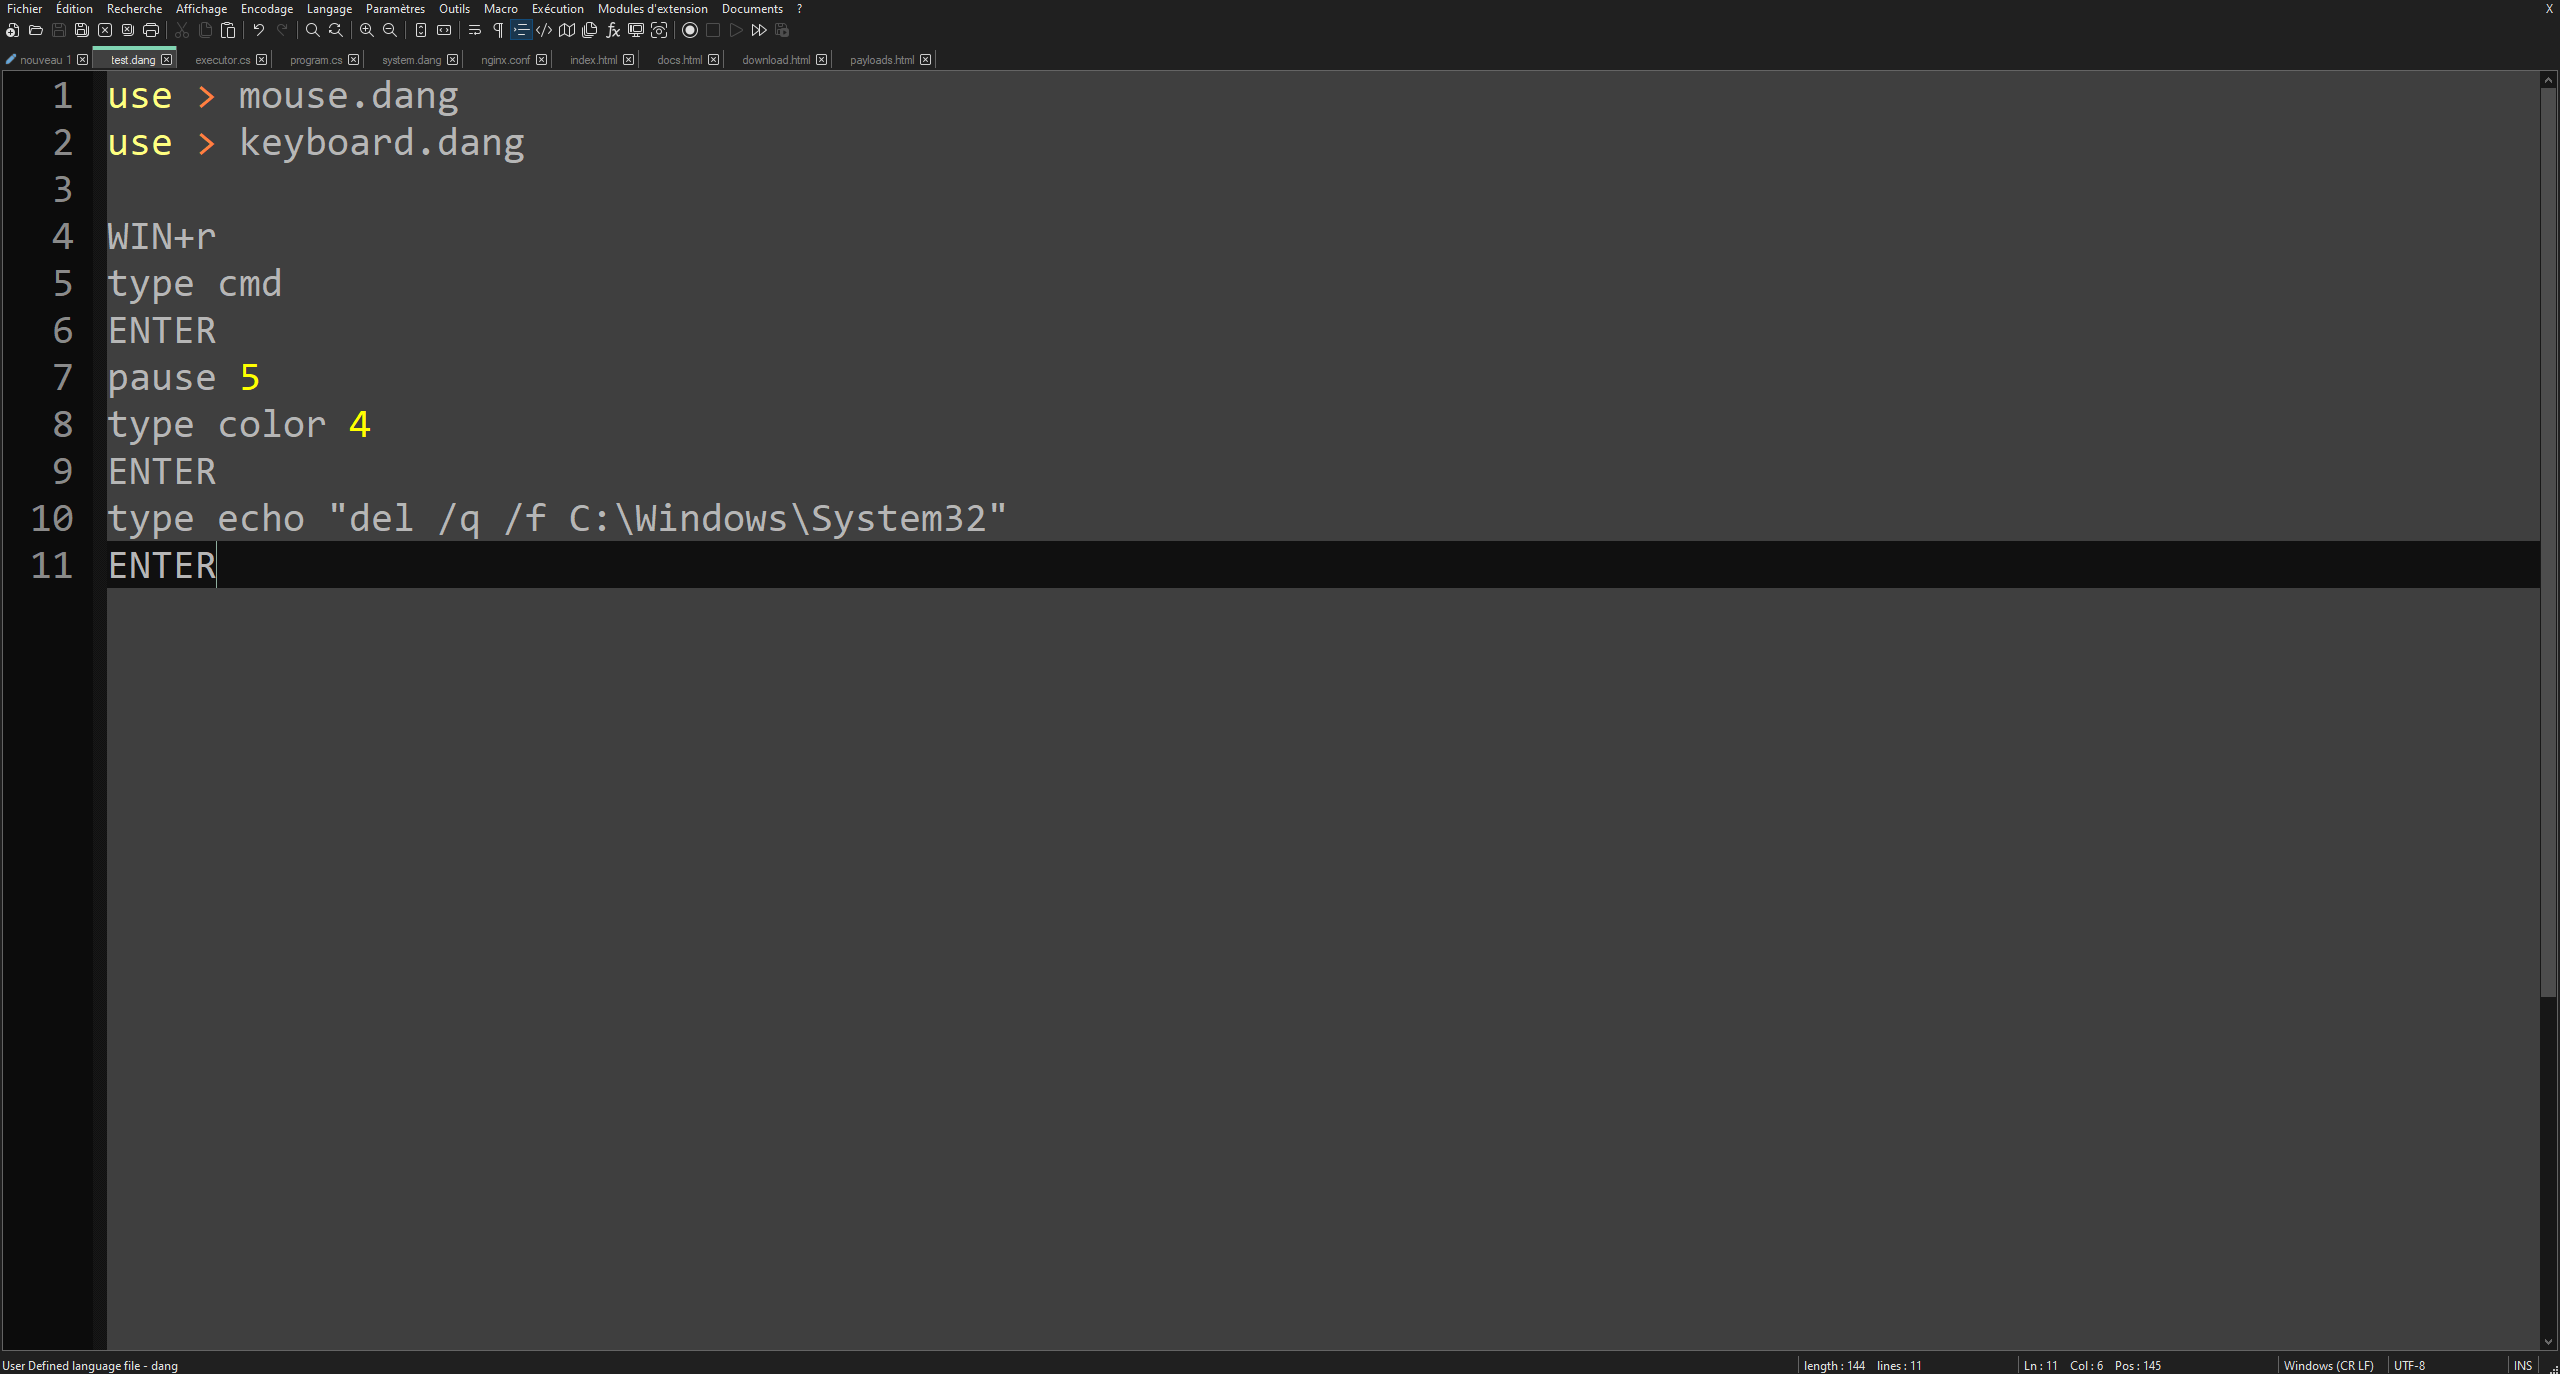 Fichier Édition Recherche Affichage Encodage Langage Paramètres Outils Macro Exécution Modules d'extension Documents ? X
nouveau 1 test.dang executor.cs program.cs system.dang nginx.conf index.html docs.html download.html payloads.html
1 use > mouse.dang
2 use > keyboard.dang
3
4 WIN+r
5 type cmd
6 ENTER
7 pause 5
8 type color 4
9 ENTER
10 type echo "del /q /f C:\Windows\System32"
11 ENTER
User Defined language file - dang length : 144 lines : 11 Ln : 11 Col : 6 Pos : 145 Windows (CR LF) UTF-8 INS